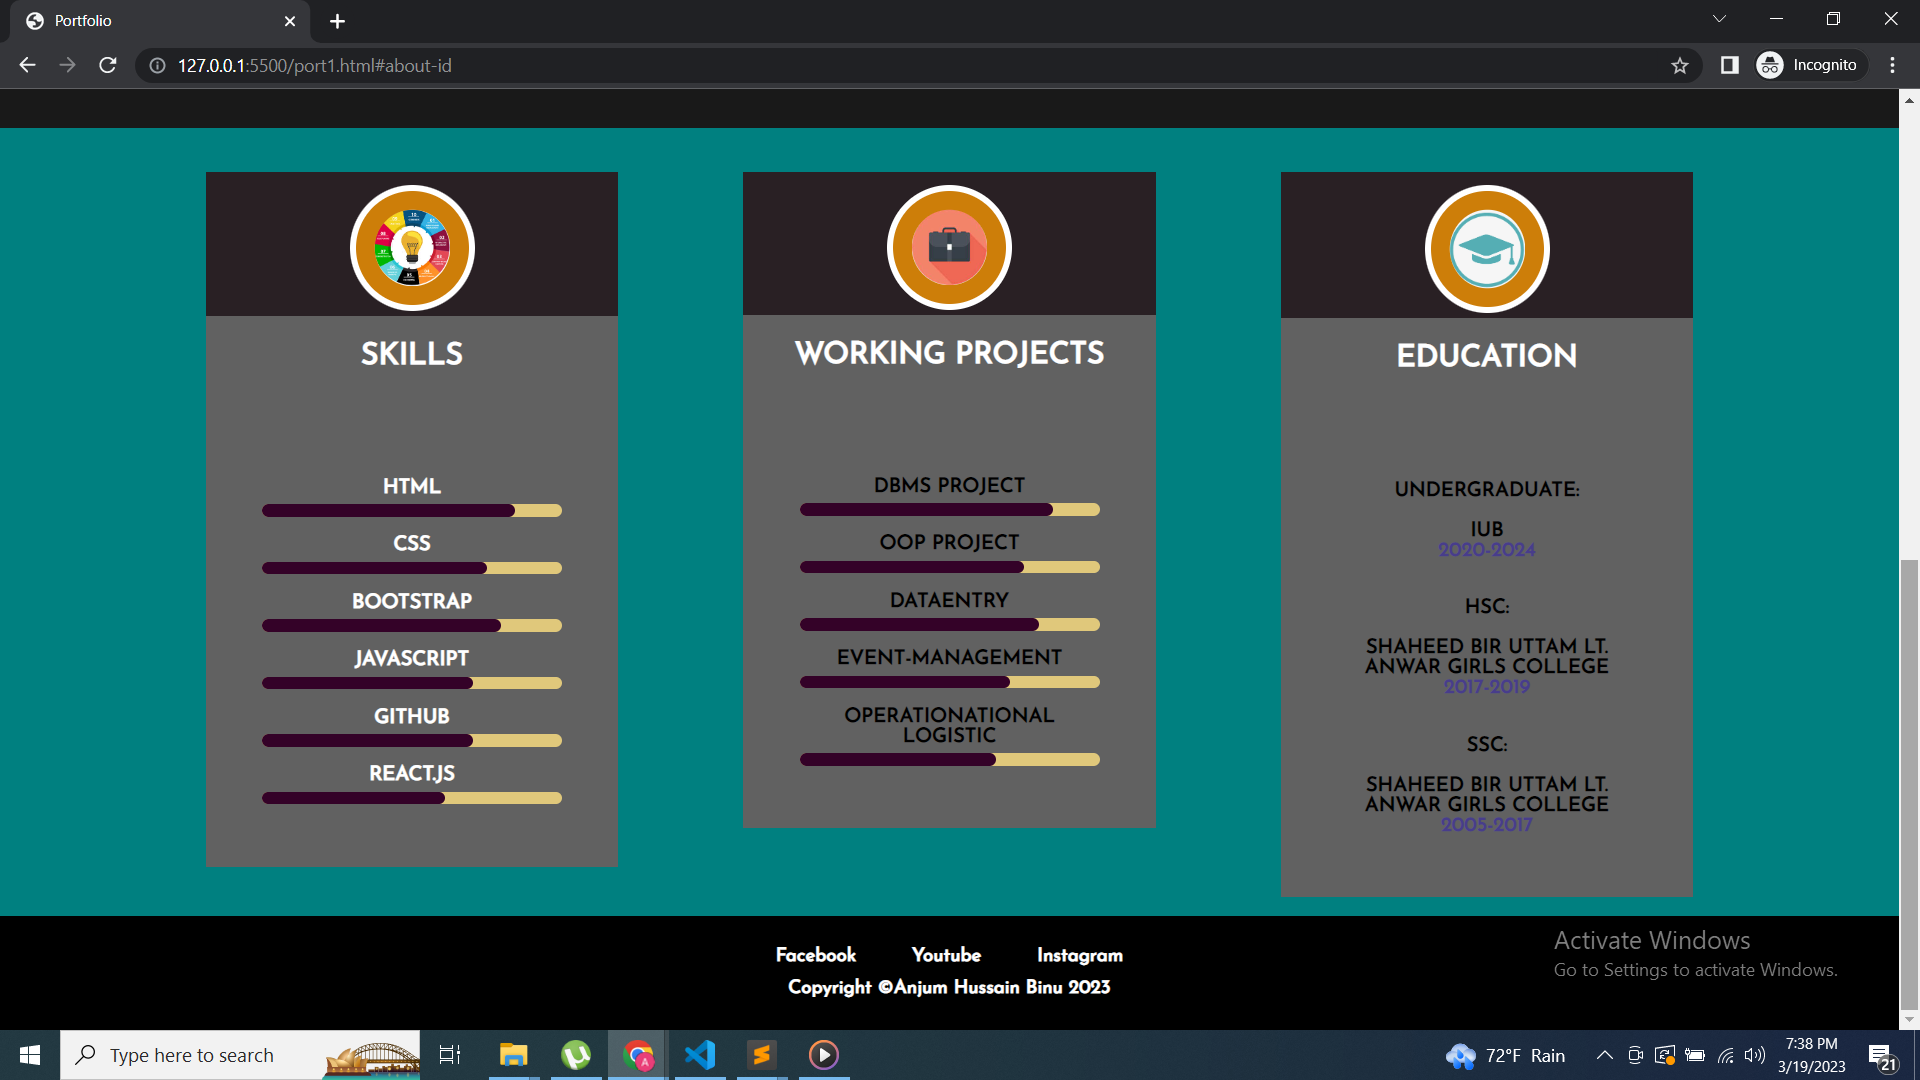 Portfolio
127.0.0.1:5500/port1.html#about-id
Incognito
SKILLS
HTML
CSS
BOOTSTRAP
JAVASCRIPT
GITHUB
REACT.JS
WORKING PROJECTS
DBMS PROJECT
OOP PROJECT
DATAENTRY
EVENT-MANAGEMENT
OPERATIONATIONAL
LOGISTIC
EDUCATION
UNDERGRADUATE:
IUB
2020-2024
HSC:
SHAHEED BIR UTTAM LT.
ANWAR GIRLS COLLEGE
2017-2019
SSC:
SHAHEED BIR UTTAM LT.
ANWAR GIRLS COLLEGE
2005-2017
Facebook Youtube Instagram
Copyright ©Anjum Hussain Binu 2023
Activate Windows
Go to Settings to activate Windows.
Type here to search
72°F Rain
7:38 PM
3/19/2023
21